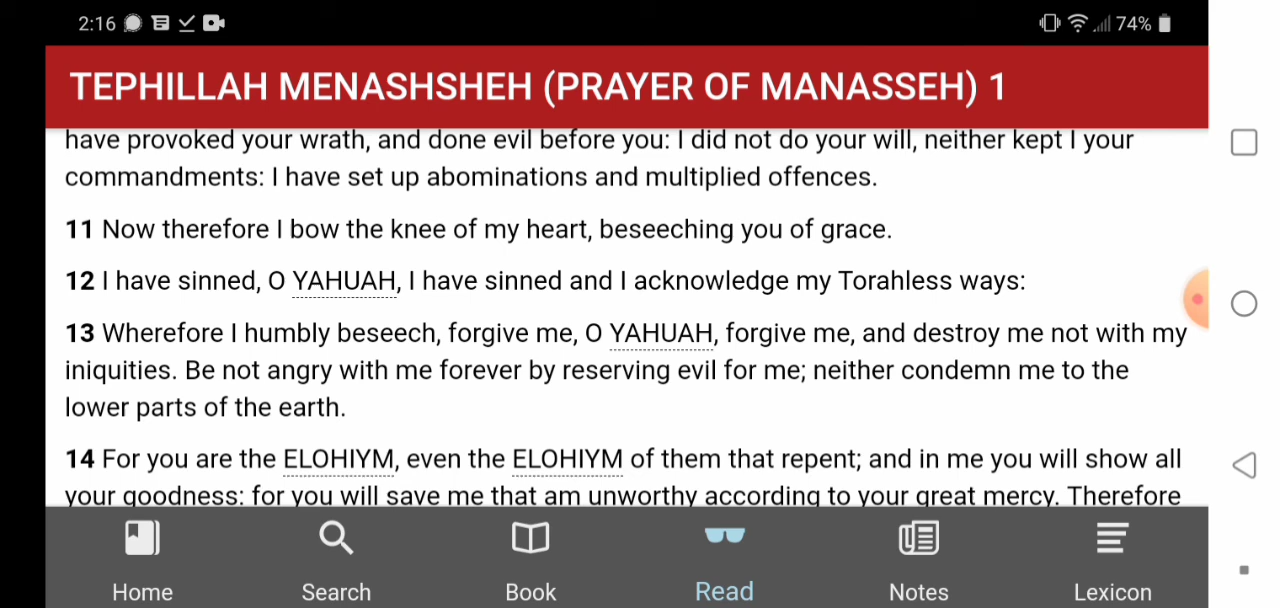 2:16
74%
TEPHILLAH MENASHSHEH (PRAYER OF MANASSEH) 1
have provoked your wrath, and done evil before you: I did not do your will, neither kept I your
commandments: I have set up abominations and multiplied offences.
11 Now therefore I bow the knee of my heart, beseeching you of grace.
12 I have sinned, O YAHUAH, I have sinned and I acknowledge my Torahless ways:
13 Wherefore I humbly beseech, forgive me, O YAHUAH, forgive me, and destroy me not with my
iniquities. Be not angry with me forever by reserving evil for me; neither condemn me to the
lower parts of the earth.
14 For you are the ELOHIYM, even the ELOHIYM of them that repent; and in me you will show all
your goodness: for you will save me that am unworthy according to your great mercy. Therefore
Home Search Book Read Notes Lexicon